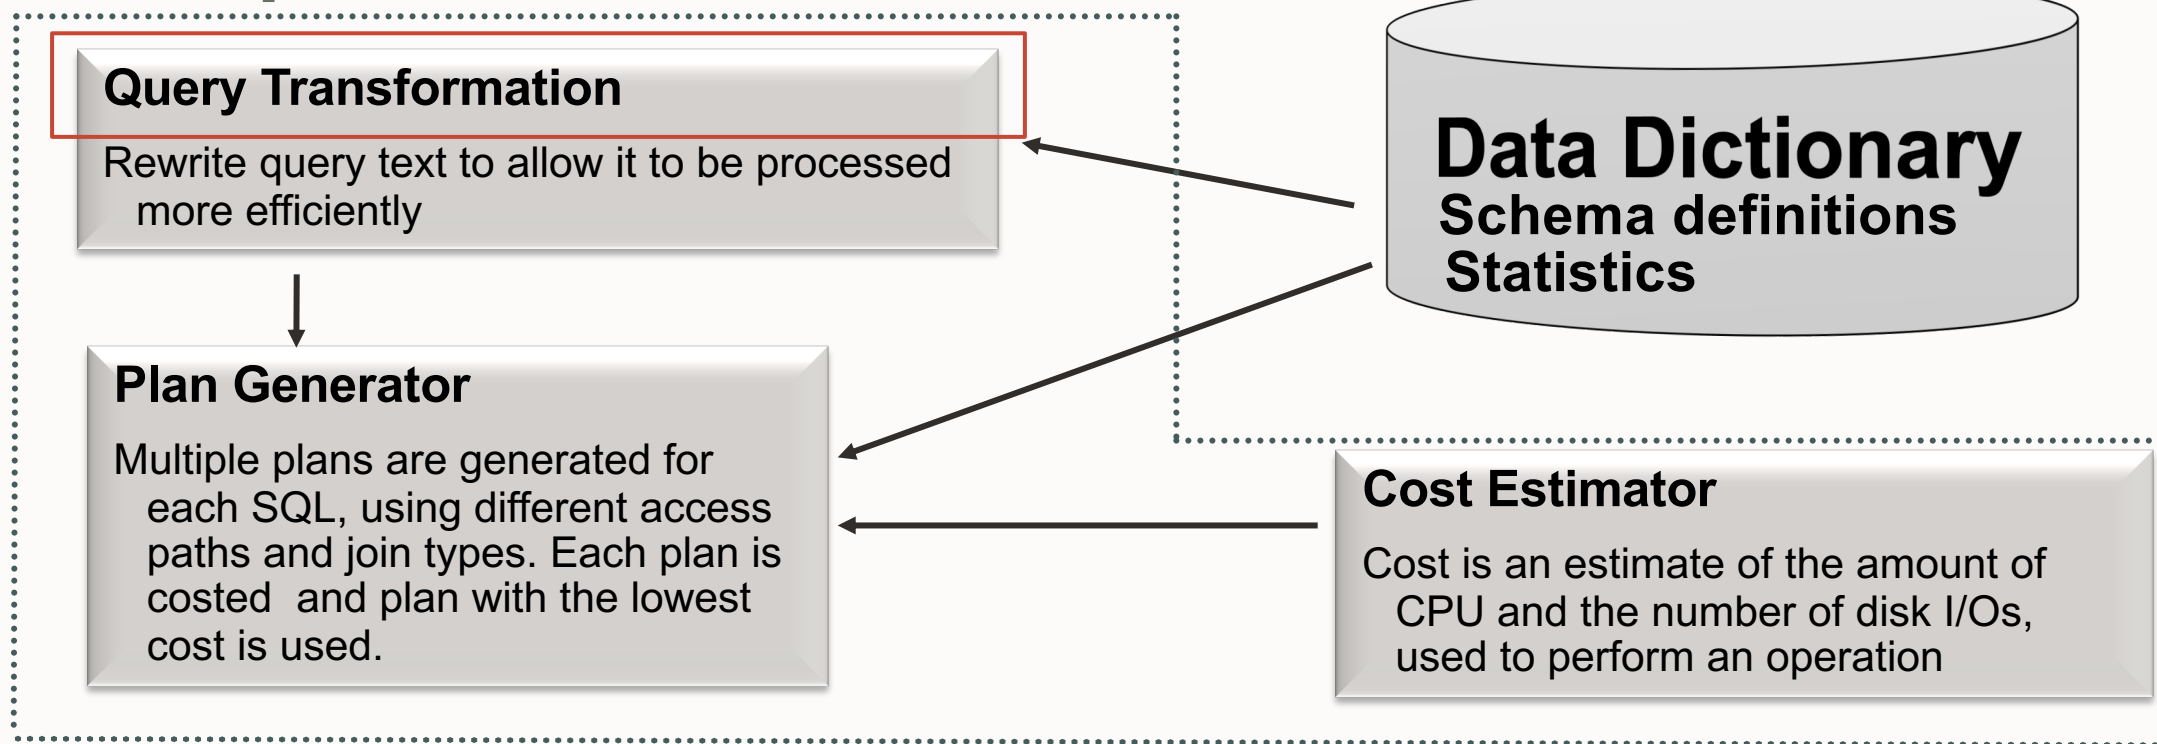 Query Transformation
Rewrite query text to allow it to be processed
more efficiently
Data Dictionary
Schema definitions
Statistics
Plan Generator
Multiple plans are generated for
each SQL, using different access
paths and join types. Each plan is
costed  and plan with the lowest
cost is used.
Cost Estimator
Cost is an estimate of the amount of
CPU and the number of disk I/Os,
used to perform an operation